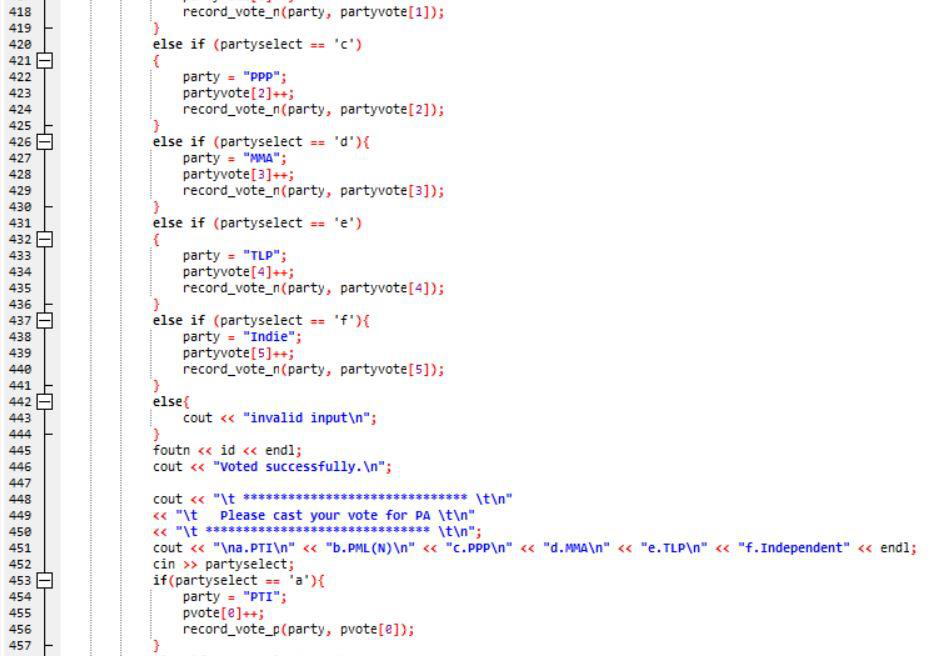 418 record_vote_n(party, partyvote[1]);
419 }
420 else if (partyselect == 'c')
421 {
422 party = "PPP";
423 partyvote[2]++;
424 record_vote_n(party, partyvote[2]);
425 }
426 else if (partyselect == 'd'){
427 party = "MMA";
428 partyvote[3]++;
429 record_vote_n(party, partyvote[3]);
430 }
431 else if (partyselect == 'e')
432 {
433 party = "TLP";
434 partyvote[4]++;
435 record_vote_n(party, partyvote[4]);
436 }
437 else if (partyselect == 'f'){
438 party = "Indie";
439 partyvote[5]++;
440 record_vote_n(party, partyvote[5]);
441 }
442 else{
443 cout << "invalid input\n";
444 }
445 foutn << id << endl;
446 cout << "Voted successfully.\n";
447
448 cout << "\t ****************************** \t\n"
449 << "\t   Please cast your vote for PA \t\n"
450 << "\t ****************************** \t\n";
451 cout << "\na.PTI\n" << "b.PML(N)\n" << "c.PPP\n" << "d.MMA\n" << "e.TLP\n" << "f.Independent" << endl;
452 cin >> partyselect;
453 if(partyselect == 'a'){
454 party = "PTI";
455 pvote[0]++;
456 record_vote_p(party, pvote[0]);
457 }